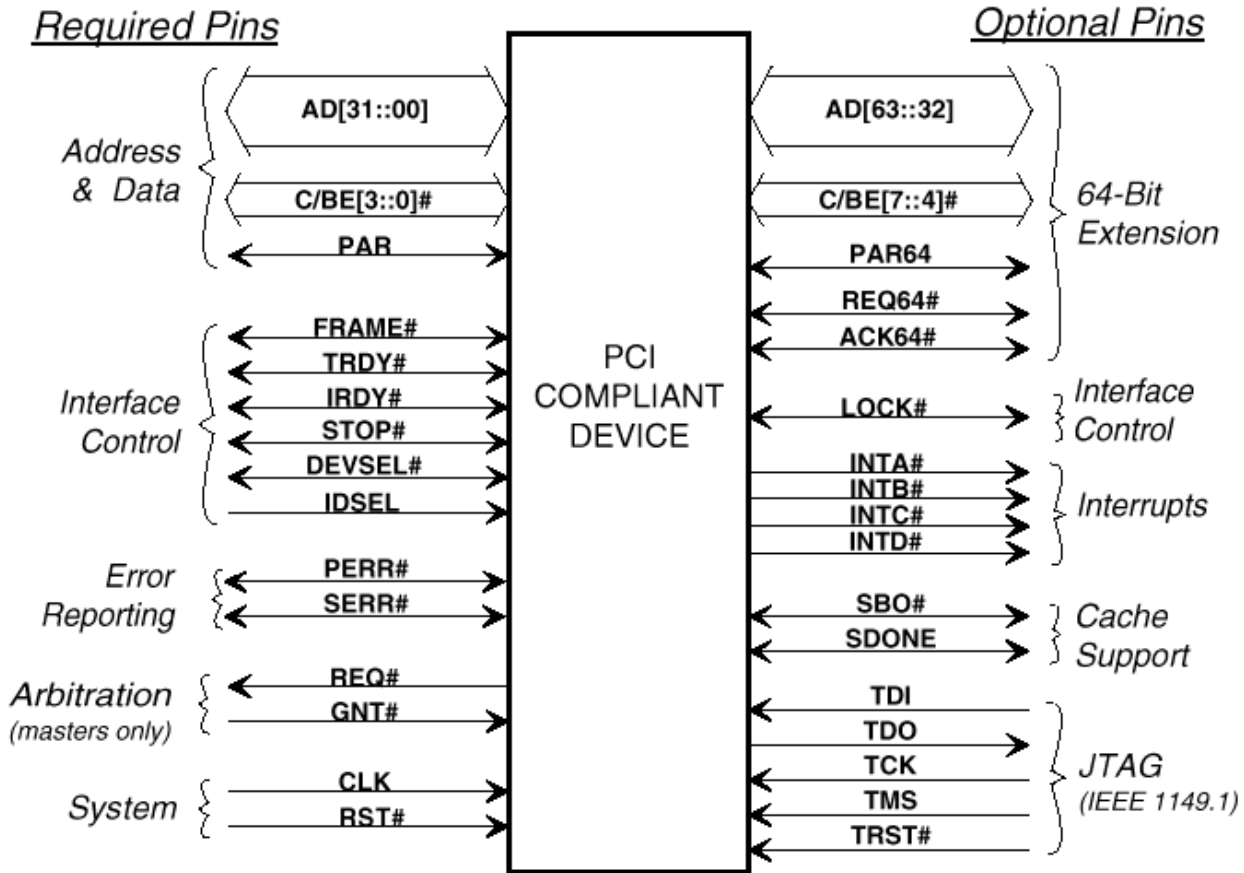 Required Pins
Optional Pins
Address
& Data
AD[31::00]
C/BE[3::0]#
PAR
Interface
Control
FRAME#
TRDY#
IRDY#
STOP#
DEVSEL#
IDSEL
Error
Reporting
PERR#
SERR#
Arbitration
(masters only)
REQ#
GNT#
System
CLK
RST#
PCI
COMPLIANT
DEVICE
AD[63::32]
C/BE[7::4]#
PAR64
REQ64#
ACK64#
64-Bit
Extension
LOCK#
Interface
Control
INTA#
INTB#
INTC#
INTD#
Interrupts
SBO#
SDONE
Cache
Support
TDI
TDO
TCK
TMS
TRST#
JTAG
(IEEE 1149.1)